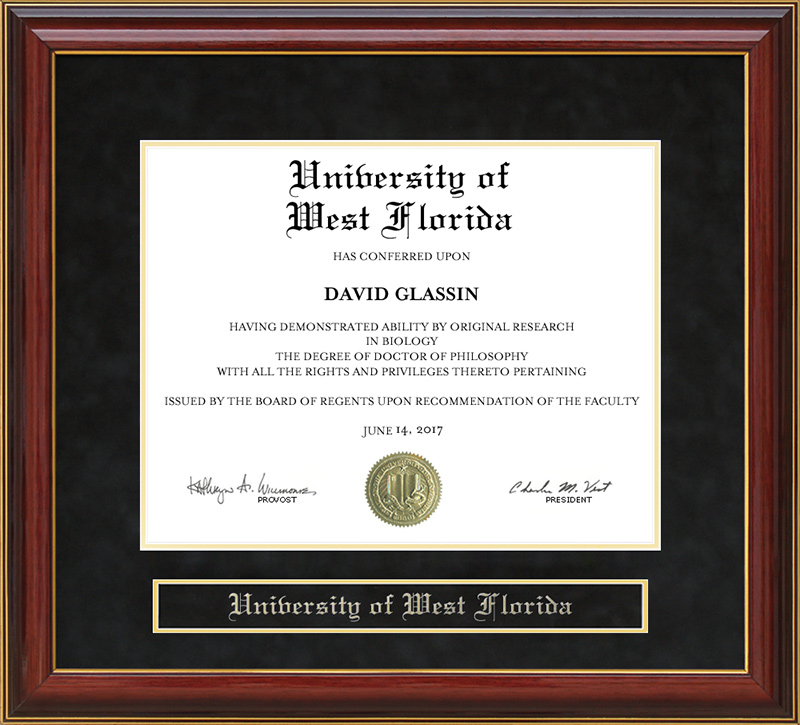 University of
West Florida
HAS CONFERRED UPON
DAVID GLASSIN
HAVING DEMONSTRATED ABILITY BY ORIGINAL RESEARCH
IN BIOLOGY
THE DEGREE OF DOCTOR OF PHILOSOPHY
WITH ALL THE RIGHTS AND PRIVILEGES THERETO PERTAINING
ISSUED BY THE BOARD OF REGENTS UPON RECOMMENDATION OF THE FACULTY
JUNE 14, 2017
Charles M. Vest
PROVOST
PRESIDENT
University of West Florida